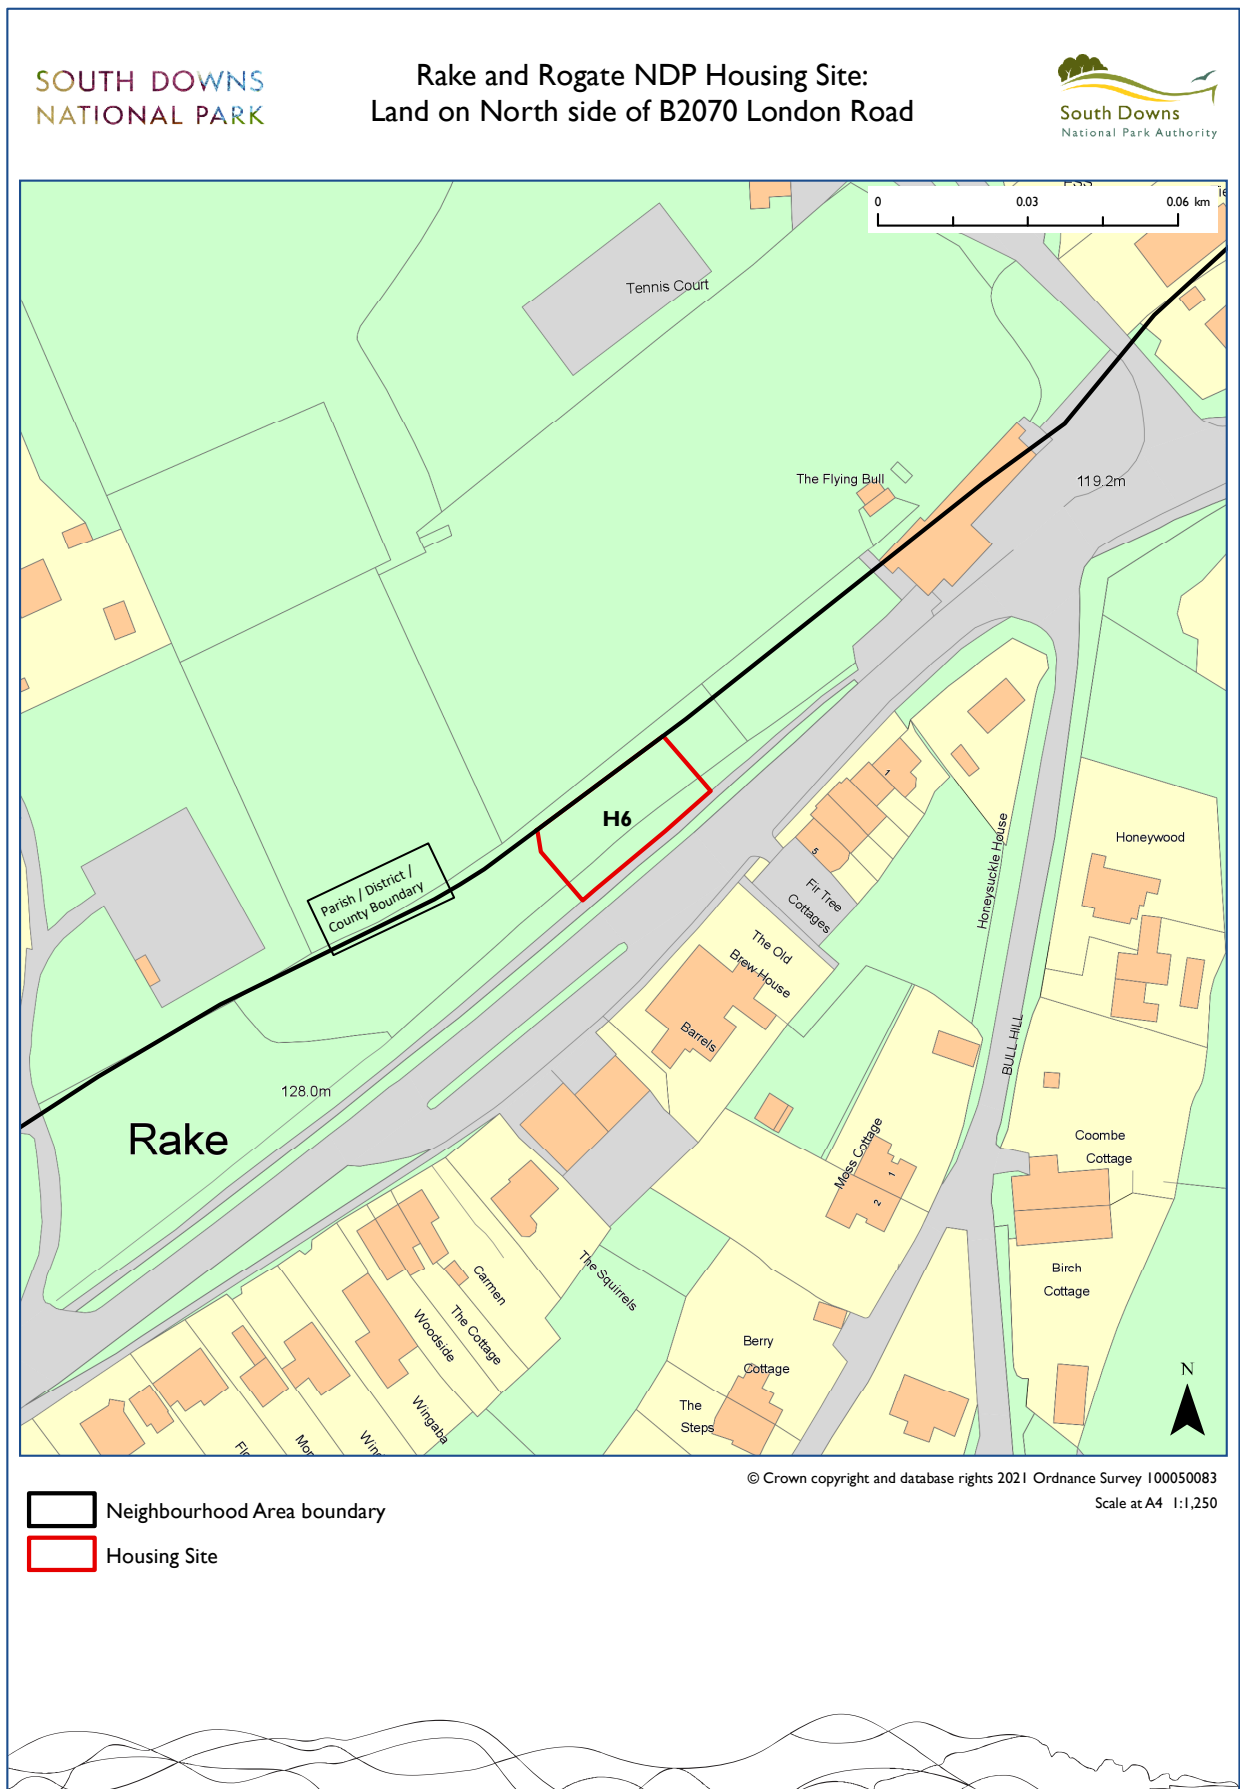 SOUTH DOWNS
NATIONAL PARK
Rake and Rogate NDP Housing Site:
Land on North side of B2070 London Road
South Downs
National Park Authority
0 0.03 0.06 km
Tennis Court
The Flying Bull
119.2m
H6
Parish / District /
County Boundary
1
5
Fir Tree
Cottages
Honeysuckle House
Honeywood
The Old
Brew House
Barrels
BULL HILL
128.0m
Rake
Moss Cottage
1
2
Coombe
Cottage
Birch
Cottage
The Squirrels
Carmen
The Cottage
Woodside
Wingaba
Berry
Cottage
The
Steps
N
© Crown copyright and database rights 2021 Ordnance Survey 100050083
Scale at A4 1:1,250
Neighbourhood Area boundary
Housing Site